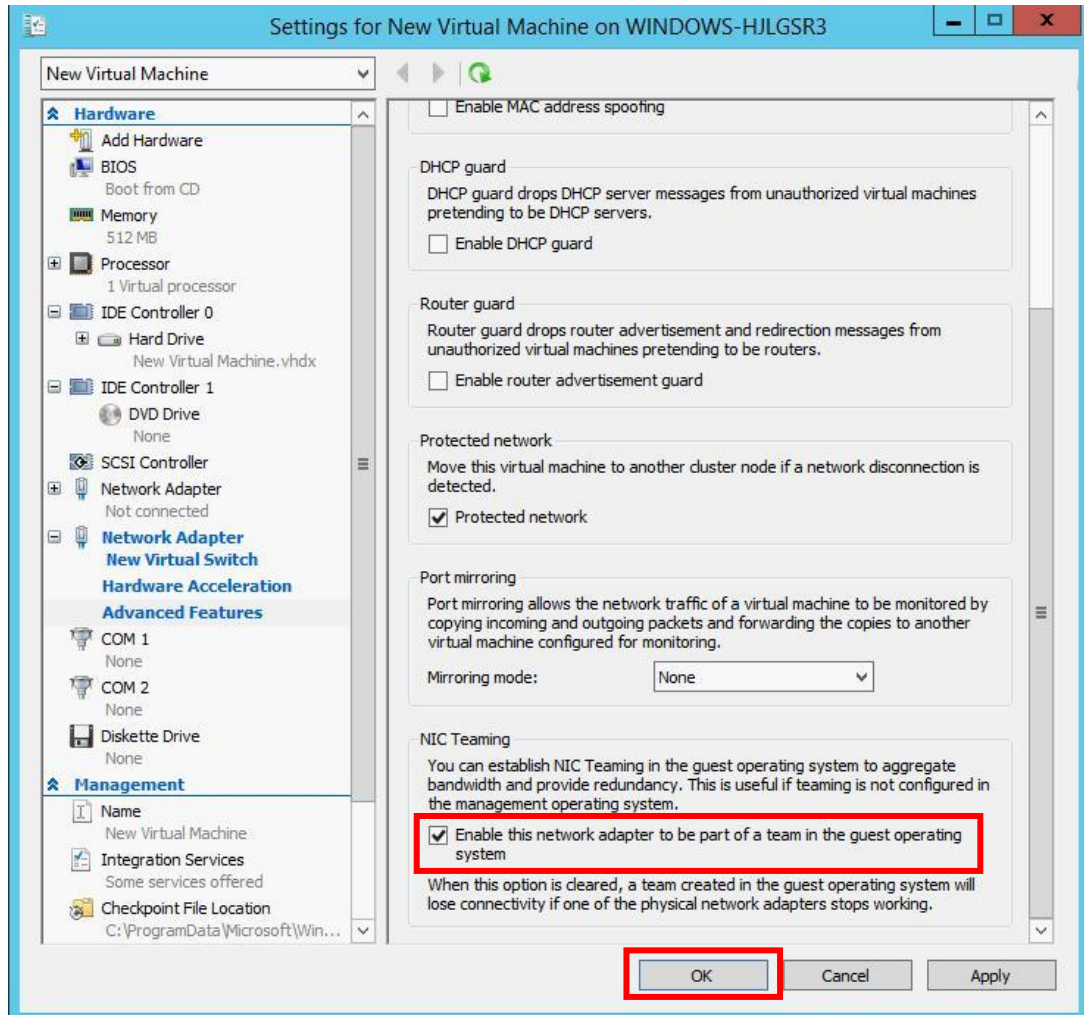 Settings for New Virtual Machine on WINDOWS-HJLGSR3
New Virtual Machine
Hardware
Add Hardware
BIOS
Boot from CD
Memory
512 MB
Processor
1 Virtual processor
IDE Controller 0
Hard Drive
New Virtual Machine.vhdx
IDE Controller 1
DVD Drive
None
SCSI Controller
Network Adapter
Not connected
Network Adapter
New Virtual Switch
Hardware Acceleration
Advanced Features
COM 1
None
COM 2
None
Diskette Drive
None
Management
Name
New Virtual Machine
Integration Services
Some services offered
Checkpoint File Location
C:\ProgramData\Microsoft\Win...
Enable MAC address spoofing
DHCP guard
DHCP guard drops DHCP server messages from unauthorized virtual machines
pretending to be DHCP servers.
Enable DHCP guard
Router guard
Router guard drops router advertisement and redirection messages from
unauthorized virtual machines pretending to be routers.
Enable router advertisement guard
Protected network
Move this virtual machine to another cluster node if a network disconnection is
detected.
Protected network
Port mirroring
Port mirroring allows the network traffic of a virtual machine to be monitored by
copying incoming and outgoing packets and forwarding the copies to another
virtual machine configured for monitoring.
Mirroring mode: None
NIC Teaming
You can establish NIC Teaming in the guest operating system to aggregate
bandwidth and provide redundancy. This is useful if teaming is not configured in
the management operating system.
Enable this network adapter to be part of a team in the guest operating
system
When this option is cleared, a team created in the guest operating system will
lose connectivity if one of the physical network adapters stops working.
OK Cancel Apply